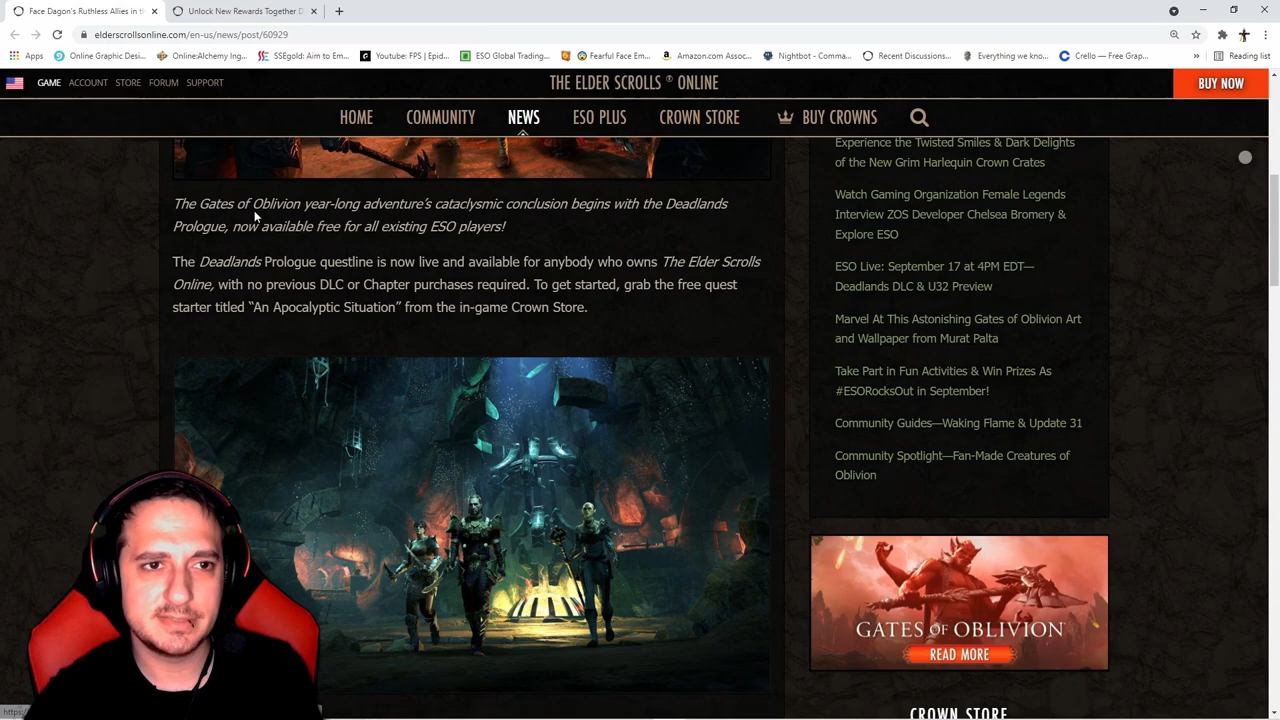 Face Dagon's Ruthless Allies in th
Unlock New Rewards Together D
elderscrollsonline.com/en-us/news/post/60929
Apps
Online Graphic Desi...
Online:Alchemy Ing...
SSEgold: Aim to Em...
Youtube: FPS | Epid...
ESO Global Trading...
Fearful Face Em...
Amazon.com Assoc...
Nightbot - Comma...
Recent Discussions...
Everything we know...
Crello — Free Grap...
»
Reading list
GAME ACCOUNT STORE FORUM SUPPORT
THE ELDER SCROLLS ® ONLINE
BUY NOW
HOME COMMUNITY NEWS ESO PLUS CROWN STORE BUY CROWNS
The Gates of Oblivion year-long adventure's cataclysmic conclusion begins with the Deadlands
Prologue, now available free for all existing ESO players!
The Deadlands Prologue questline is now live and available for anybody who owns The Elder Scrolls
Online, with no previous DLC or Chapter purchases required. To get started, grab the free quest
starter titled “An Apocalyptic Situation” from the in-game Crown Store.
Experience the Twisted Smiles & Dark Delights
of the New Grim Harlequin Crown Crates
Watch Gaming Organization Female Legends
Interview ZOS Developer Chelsea Bromery &
Explore ESO
ESO Live: September 17 at 4PM EDT—
Deadlands DLC & U32 Preview
Marvel At This Astonishing Gates of Oblivion Art
and Wallpaper from Murat Palta
Take Part in Fun Activities & Win Prizes As
#ESORocksOut in September!
Community Guides—Waking Flame & Update 31
Community Spotlight—Fan-Made Creatures of
Oblivion
GATES OF OBLIVION
READ MORE
CROWN STORE
https: